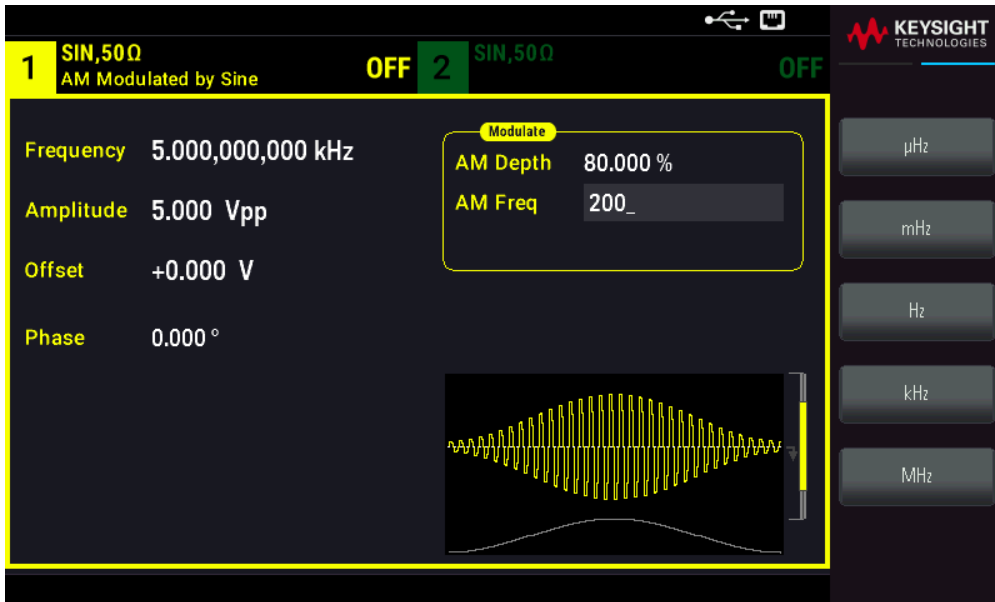 KEYSIGHT
TECHNOLOGIES
1 SIN,50Ω
AM Modulated by Sine OFF
2 SIN,50Ω OFF
Frequency 5.000,000,000 kHz
Amplitude 5.000 Vpp
Offset +0.000 V
Phase 0.000 °
Modulate
AM Depth 80.000 %
AM Freq 200_
µHz
mHz
Hz
kHz
MHz